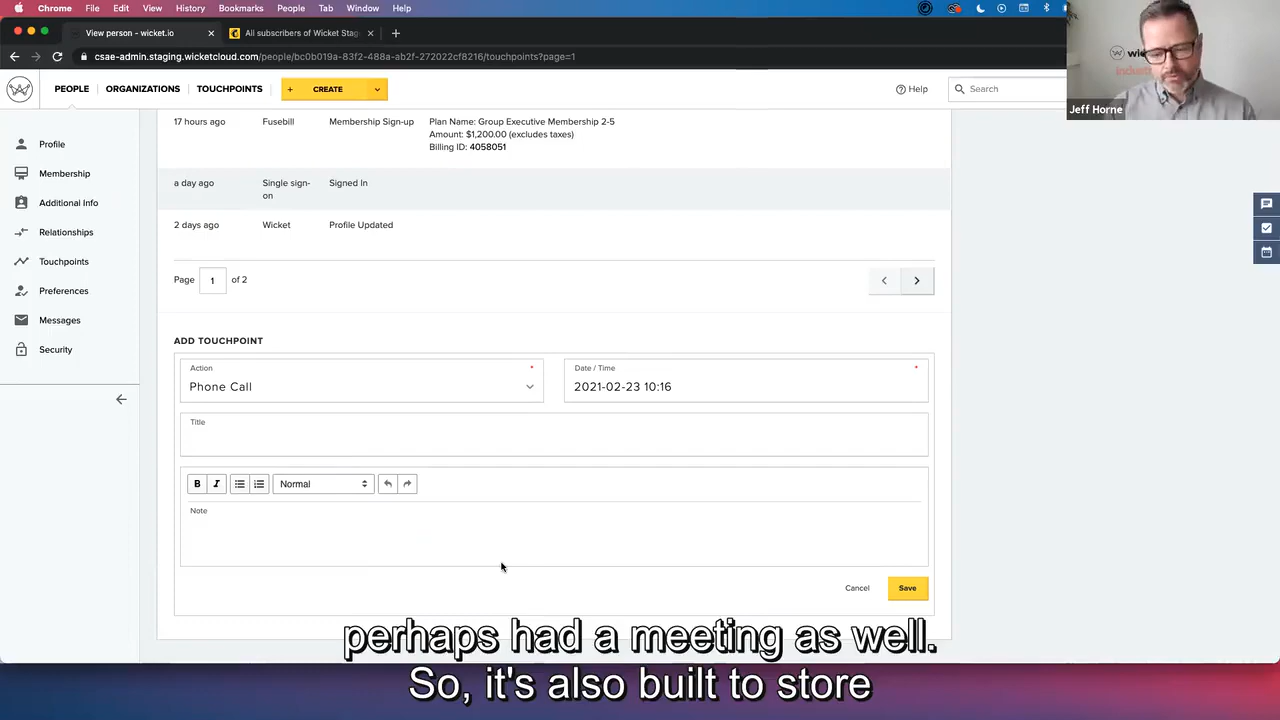 Chrome File Edit View History Bookmarks People Tab Window Help
View person - wicket.io
All subscribers of Wicket Stag
csae-admin.staging.wicketcloud.com/people/bc0b019a-83f2-488a-ab2f-272022cf8216/touchpoints?page=1
PEOPLE ORGANIZATIONS TOUCHPOINTS + CREATE Help Search
Jeff Horne
Profile
Membership
Additional Info
Relationships
Touchpoints
Preferences
Messages
Security
17 hours ago Fusebill Membership Sign-up Plan Name: Group Executive Membership 2-5
Amount: $1,200.00 (excludes taxes)
Billing ID: 4058051
a day ago Single sign-on Signed In
2 days ago Wicket Profile Updated
Page 1 of 2
ADD TOUCHPOINT
Action * Date / Time *
Phone Call 2021-02-23 10:16
Title
B I Normal
Note
Cancel Save
perhaps had a meeting as well.
So, it's also built to store